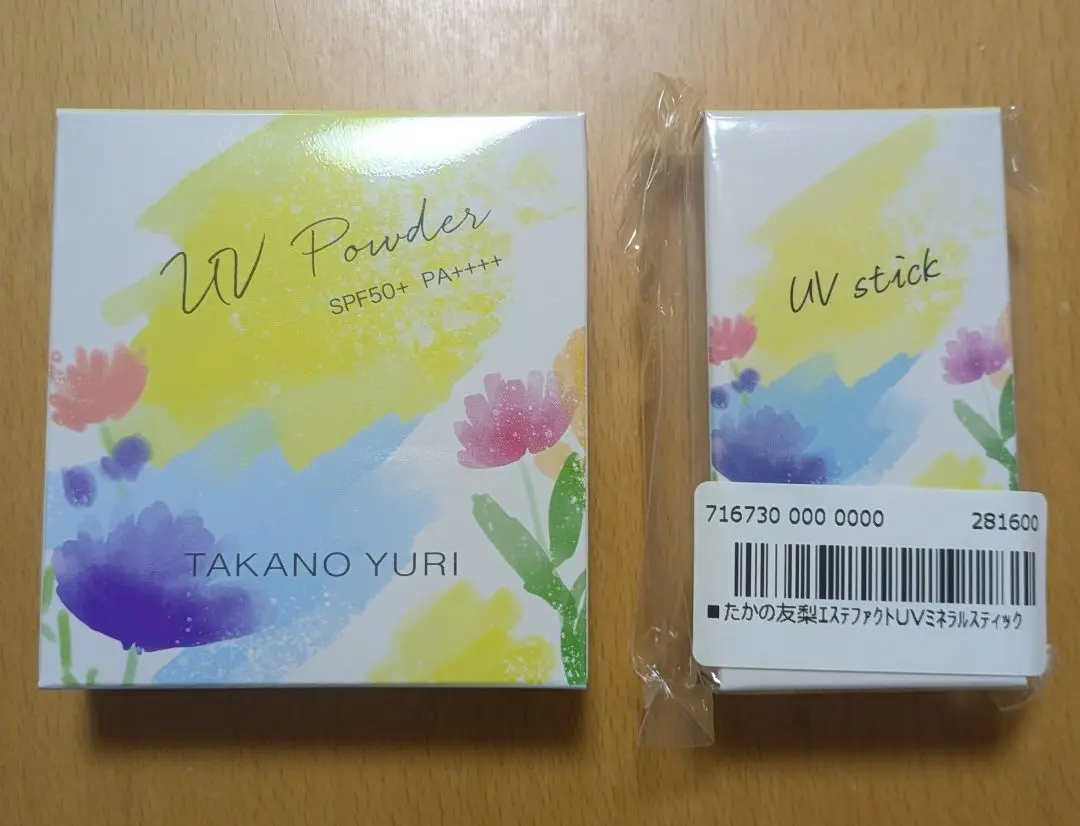 UV Powder
SPF50+ PA++++
TAKANO YURI
UV stick
716730 000 0000 281600
■たかの友梨エステファクトUVミネラルスティック